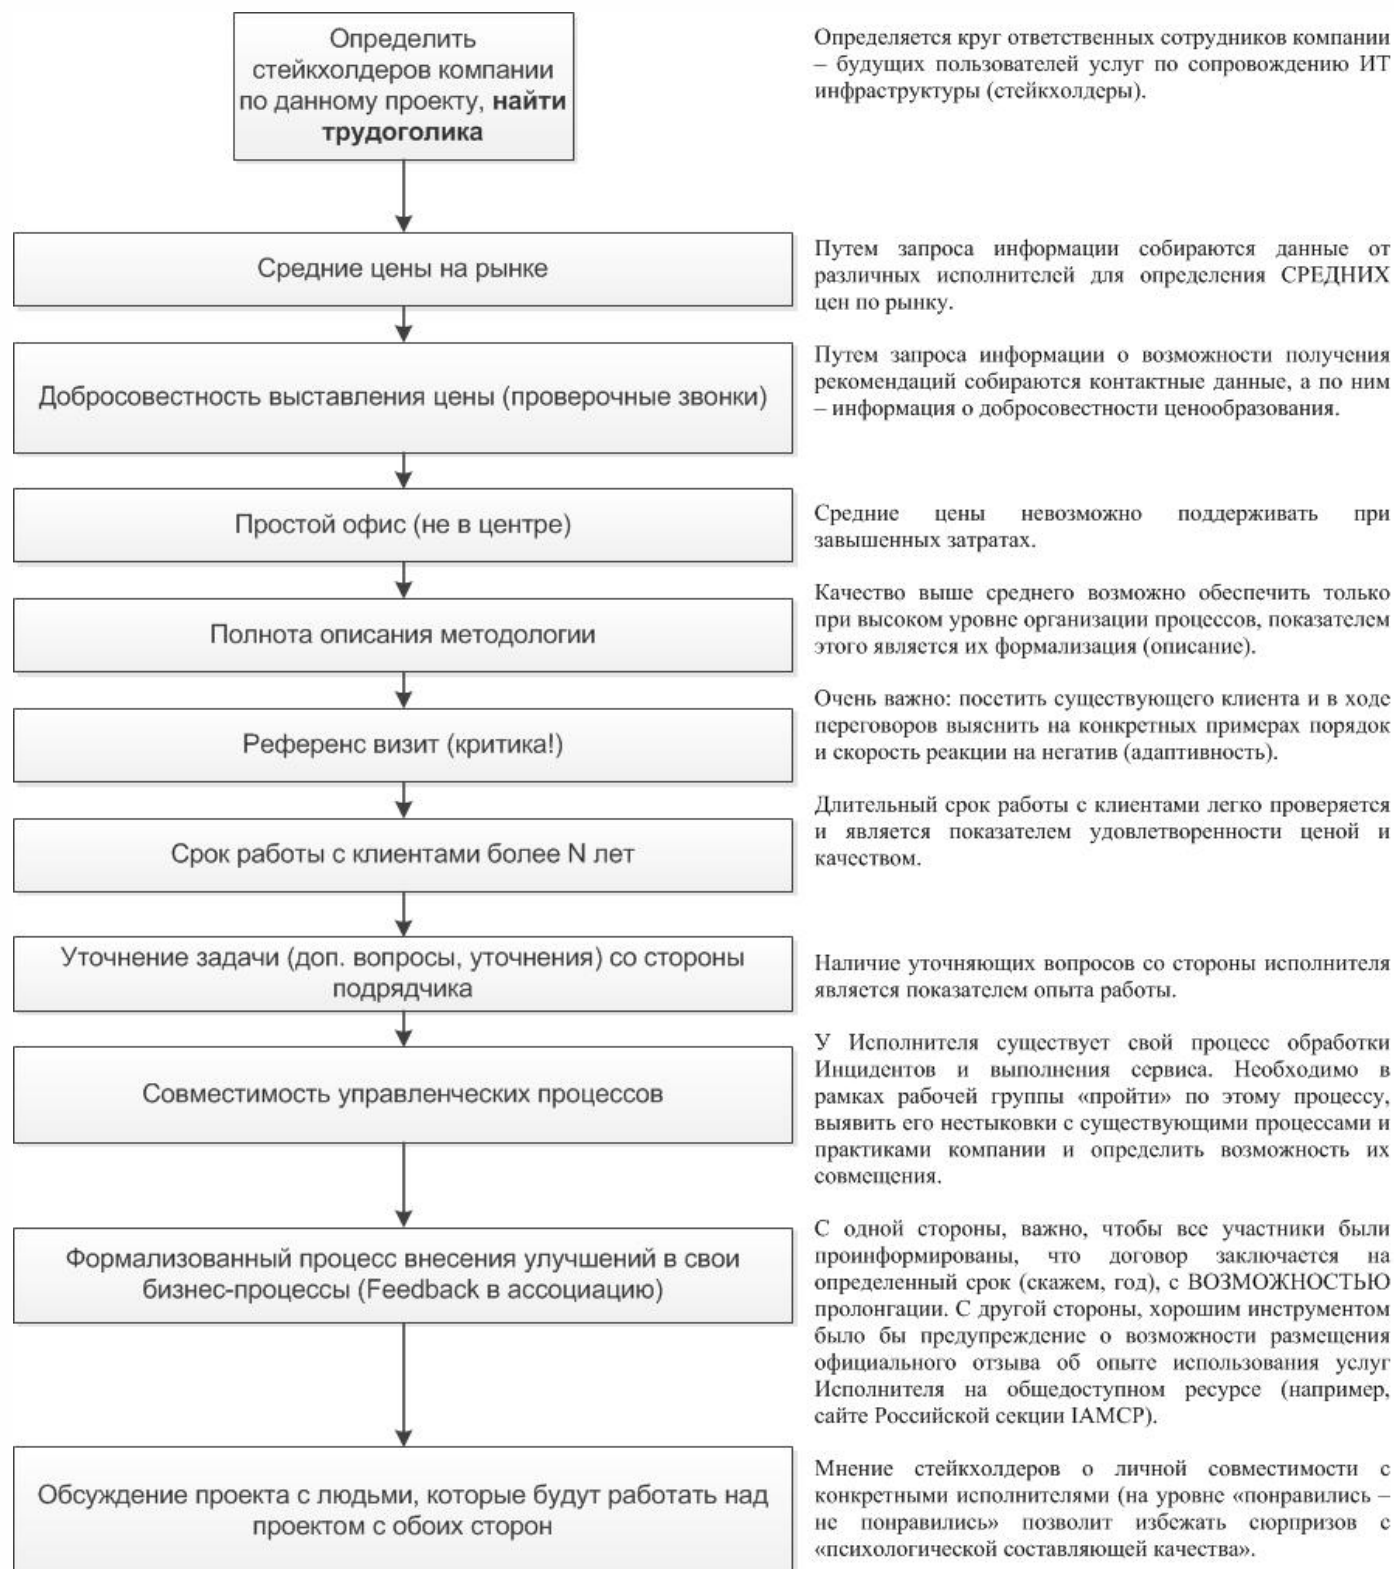 Определить
стейкхолдеров компании
по данному проекту, найти
трудоголика
Определяется круг ответственных сотрудников компании
– будущих пользователей услуг по сопровождению ИТ
инфраструктуры (стейкхолдеры).
Средние цены на рынке
Путем запроса информации собираются данные от
различных исполнителей для определения СРЕДНИХ
цен по рынку.
Добросовестность выставления цены (проверочные звонки)
Путем запроса информации о возможности получения
рекомендаций собираются контактные данные, а по ним
– информация о добросовестности ценообразования.
Простой офис (не в центре)
Средние цены невозможно поддерживать при
завышенных затратах.
Полнота описания методологии
Качество выше среднего возможно обеспечить только
при высоком уровне организации процессов, показателем
этого является их формализация (описание).
Референс визит (критика!)
Очень важно: посетить существующего клиента и в ходе
переговоров выяснить на конкретных примерах порядок
и скорость реакции на негатив (адаптивность).
Срок работы с клиентами более N лет
Длительный срок работы с клиентами легко проверяется
и является показателем удовлетворенности ценой и
качеством.
Уточнение задачи (доп. вопросы, уточнения) со стороны
подрядчика
Наличие уточняющих вопросов со стороны исполнителя
является показателем опыта работы.
Совместимость управленческих процессов
У Исполнителя существует свой процесс обработки
Инцидентов и выполнения сервиса. Необходимо в
рамках рабочей группы «пройти» по этому процессу,
выявить его нестыковки с существующими процессами и
практиками компании и определить возможность их
совмещения.
Формализованный процесс внесения улучшений в свои
бизнес-процессы (Feedback в ассоциацию)
С одной стороны, важно, чтобы все участники были
проинформированы, что договор заключается на
определенный срок (скажем, год), с ВОЗМОЖНОСТЬЮ
пролонгации. С другой стороны, хорошим инструментом
было бы предупреждение о возможности размещения
официального отзыва об опыте использования услуг
Исполнителя на общедоступном ресурсе (например,
сайте Российской секции IAMCP).
Обсуждение проекта с людьми, которые будут работать над
проектом с обоих сторон
Мнение стейкхолдеров о личной совместимости с
конкретными исполнителями (на уровне «понравились –
не понравились» позволит избежать сюрпризов с
«психологической составляющей качества».